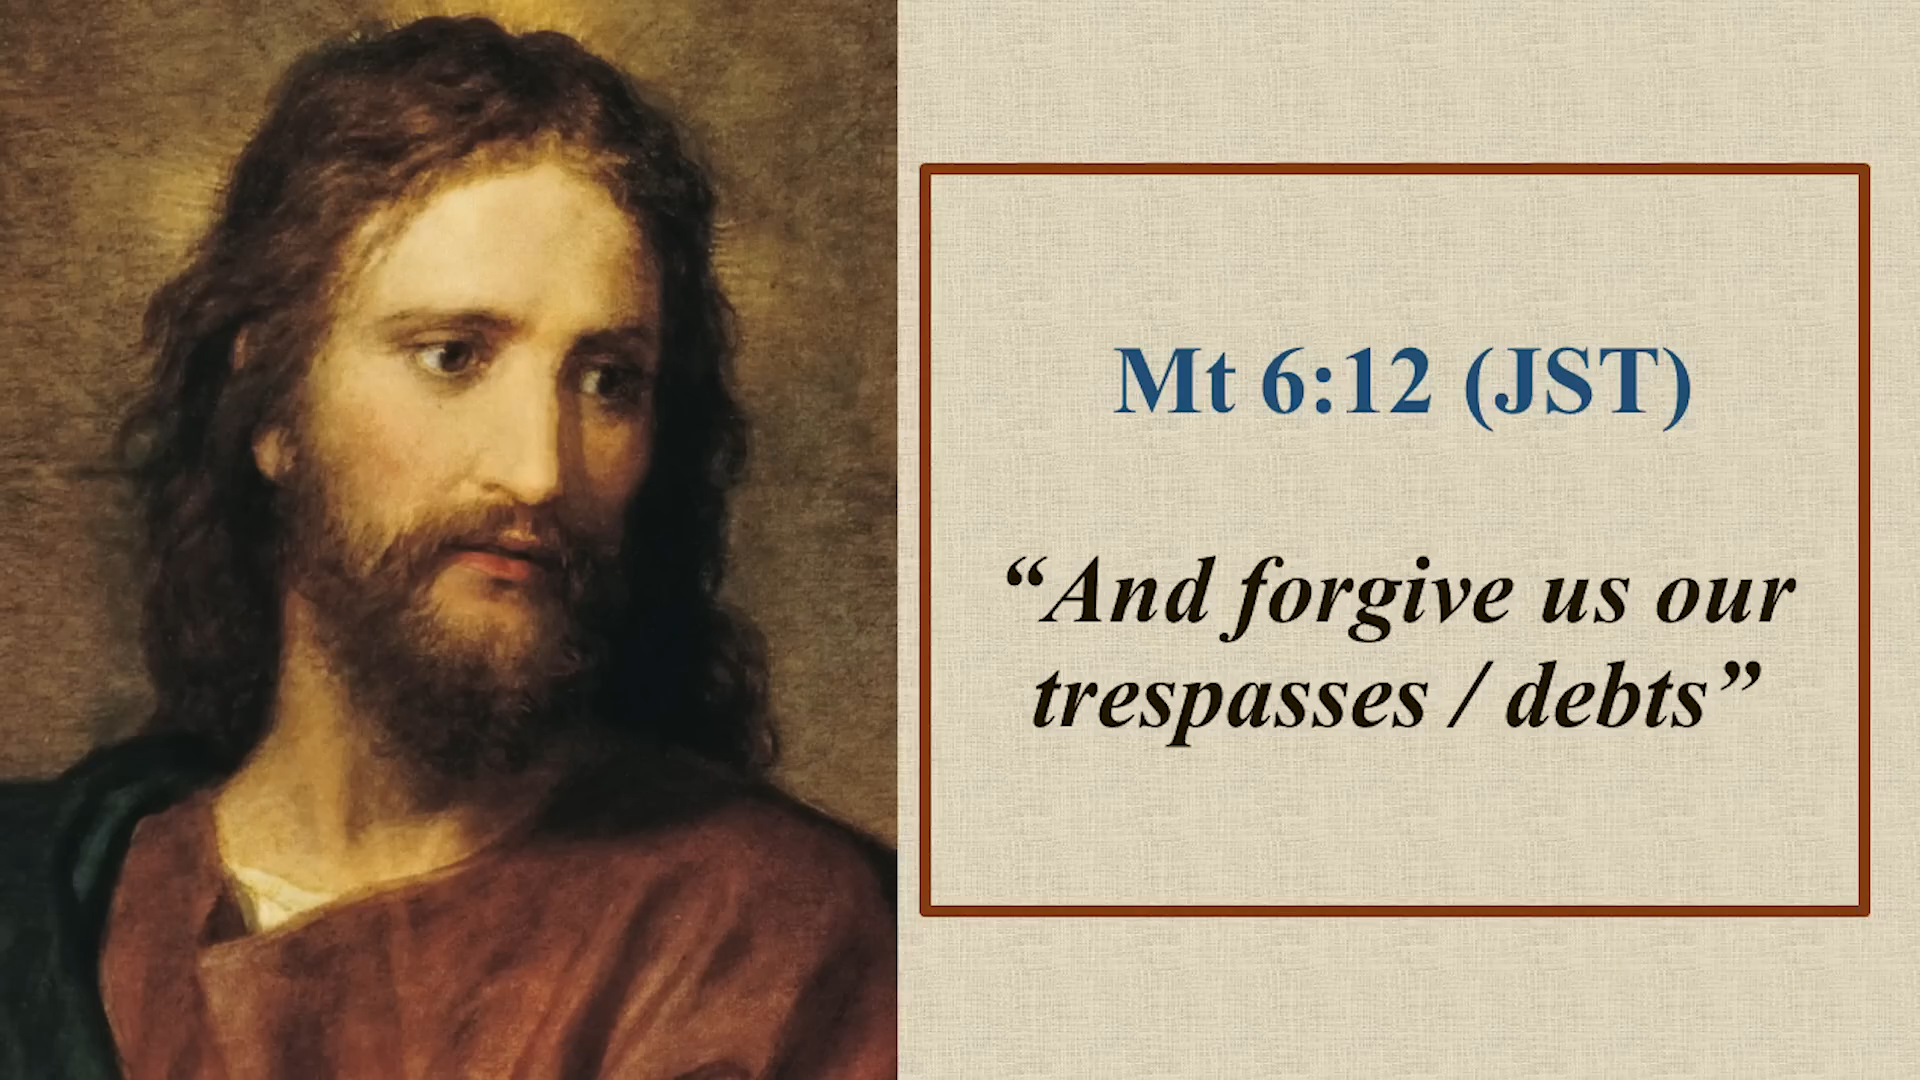 Mt 6:12 (JST)
“And forgive us our
trespasses / debts”